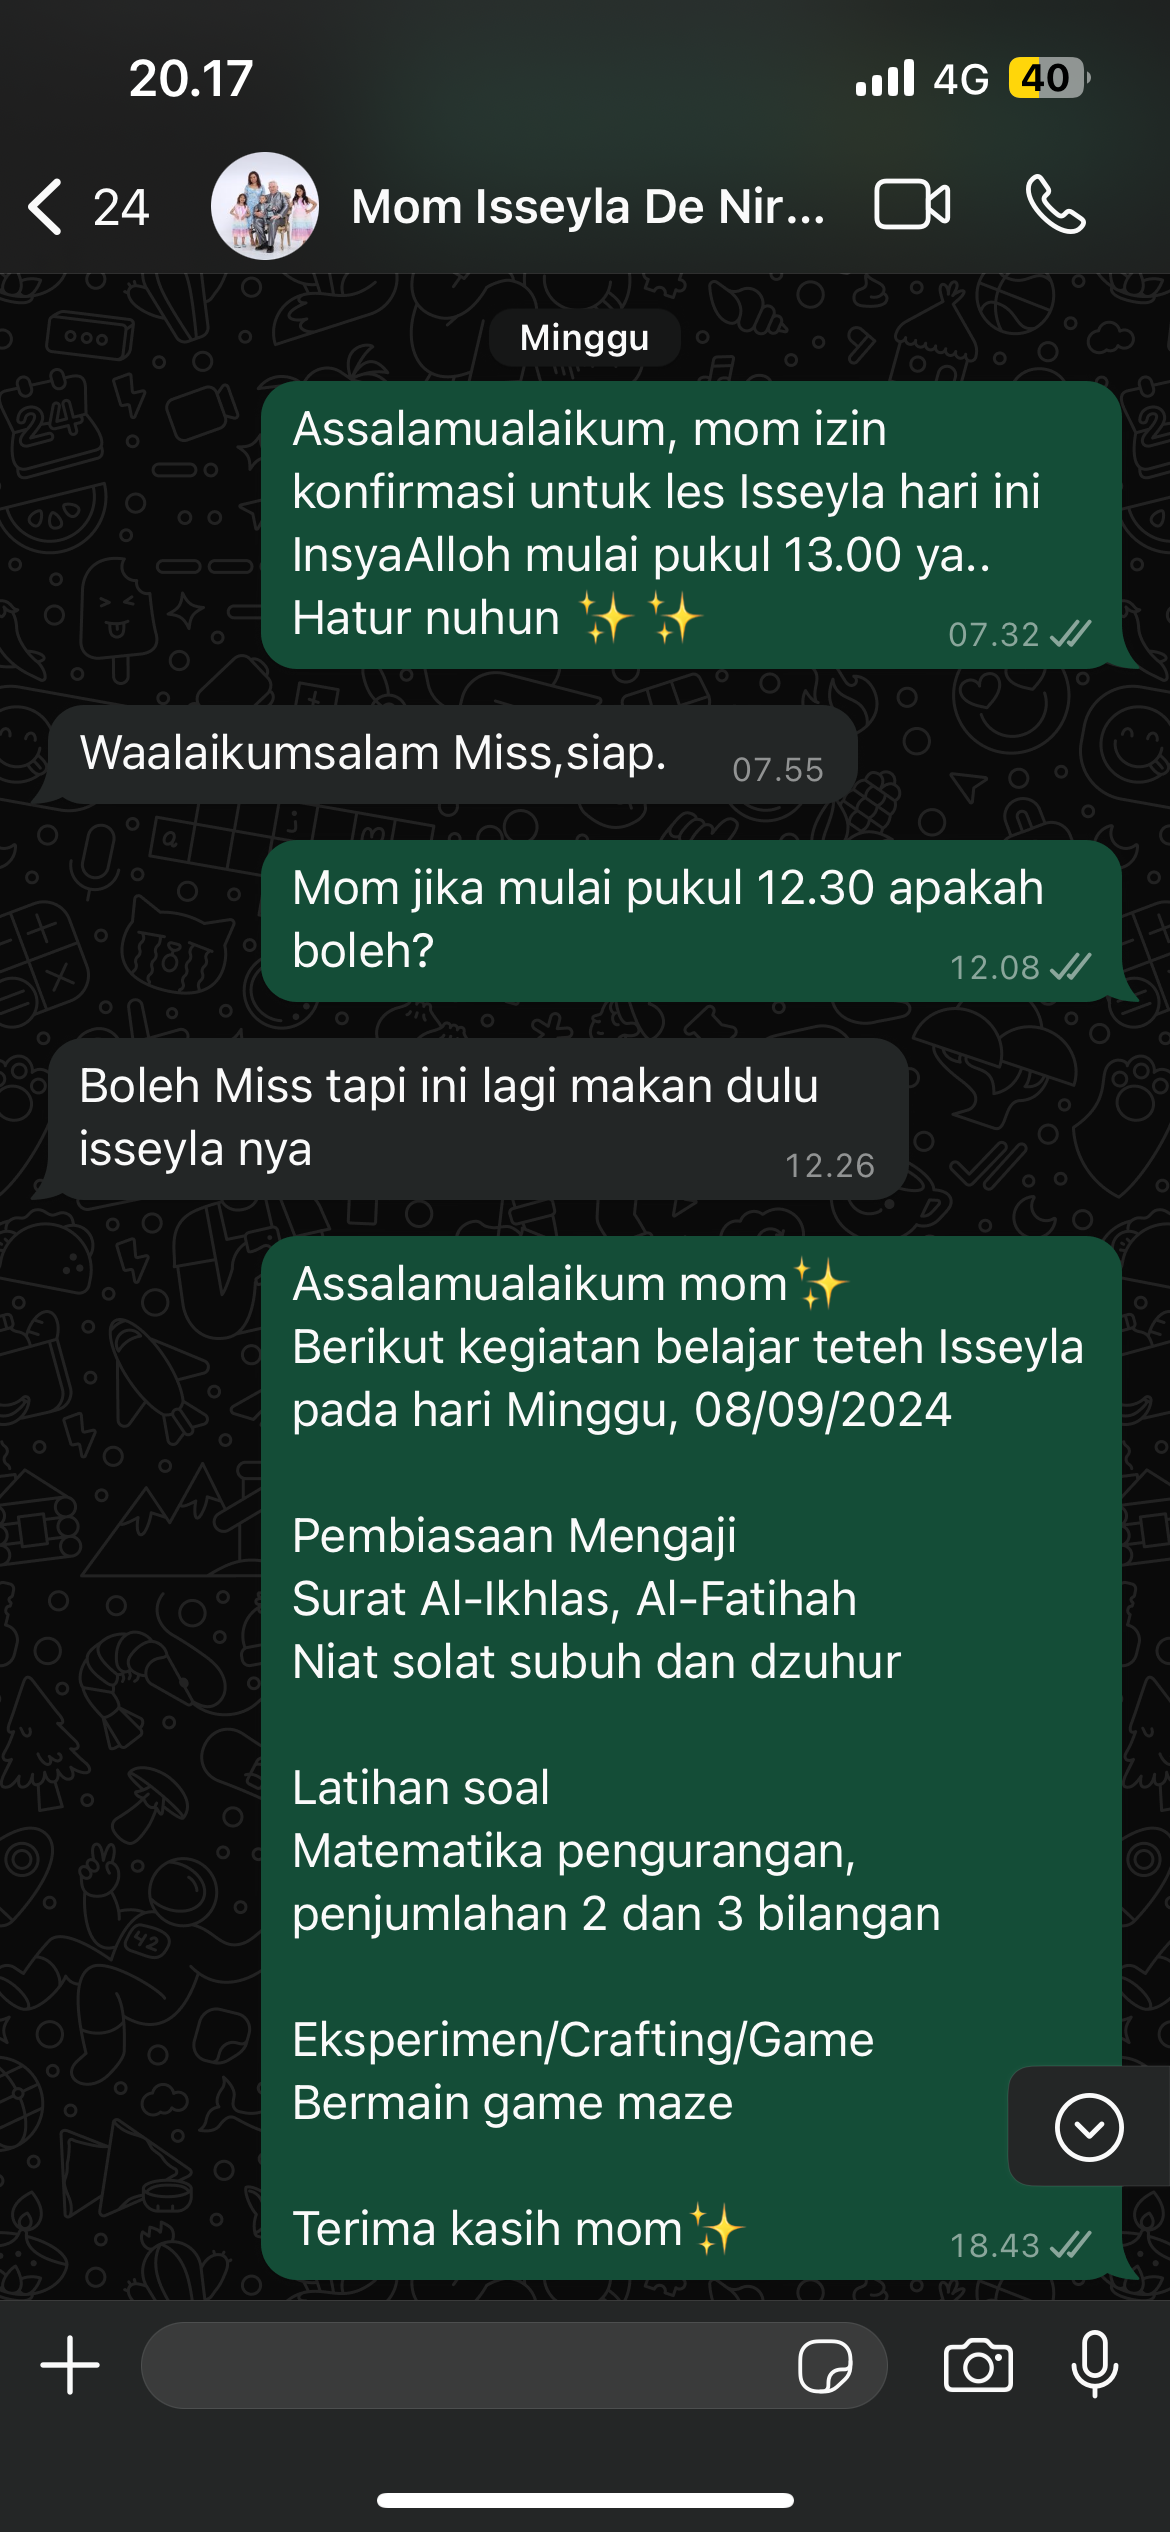 20.17
4G 40
24
Mom Isseyla De Nir...
Minggu
Assalamualaikum, mom izin
konfirmasi untuk les Isseyla hari ini
InsyaAlloh mulai pukul 13.00 ya..
Hatur nuhun ✨ ✨
07.32
Waalaikumsalam Miss,siap.
07.55
Mom jika mulai pukul 12.30 apakah
boleh?
12.08
Boleh Miss tapi ini lagi makan dulu
isseyla nya
12.26
Assalamualaikum mom✨
Berikut kegiatan belajar teteh Isseyla
pada hari Minggu, 08/09/2024
Pembiasaan Mengaji
Surat Al-Ikhlas, Al-Fatihah
Niat solat subuh dan dzuhur
Latihan soal
Matematika pengurangan,
penjumlahan 2 dan 3 bilangan
Eksperimen/Crafting/Game
Bermain game maze
Terima kasih mom✨
18.43